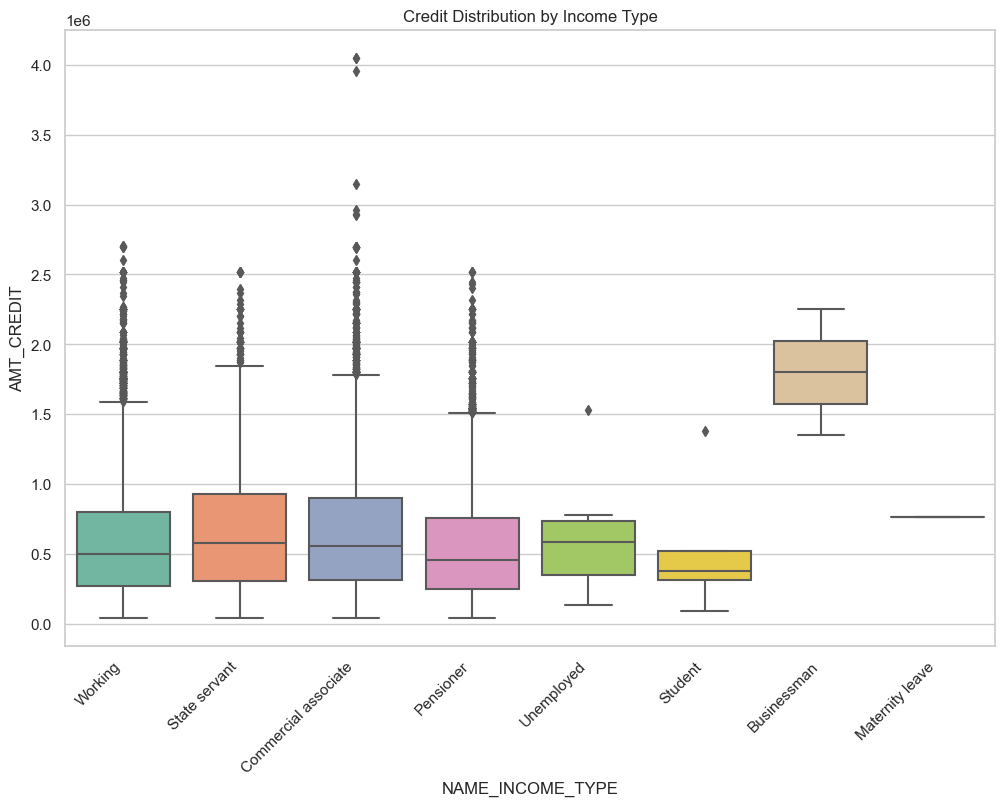 Credit Distribution by Income Type
1e6
4.0
3.5
3.0
2.5
2.0
1.5
1.0
0.5
0.0
AMT_CREDIT
Working
State servant
Commercial associate
Pensioner
Unemployed
Student
Businessman
Maternity leave
NAME_INCOME_TYPE